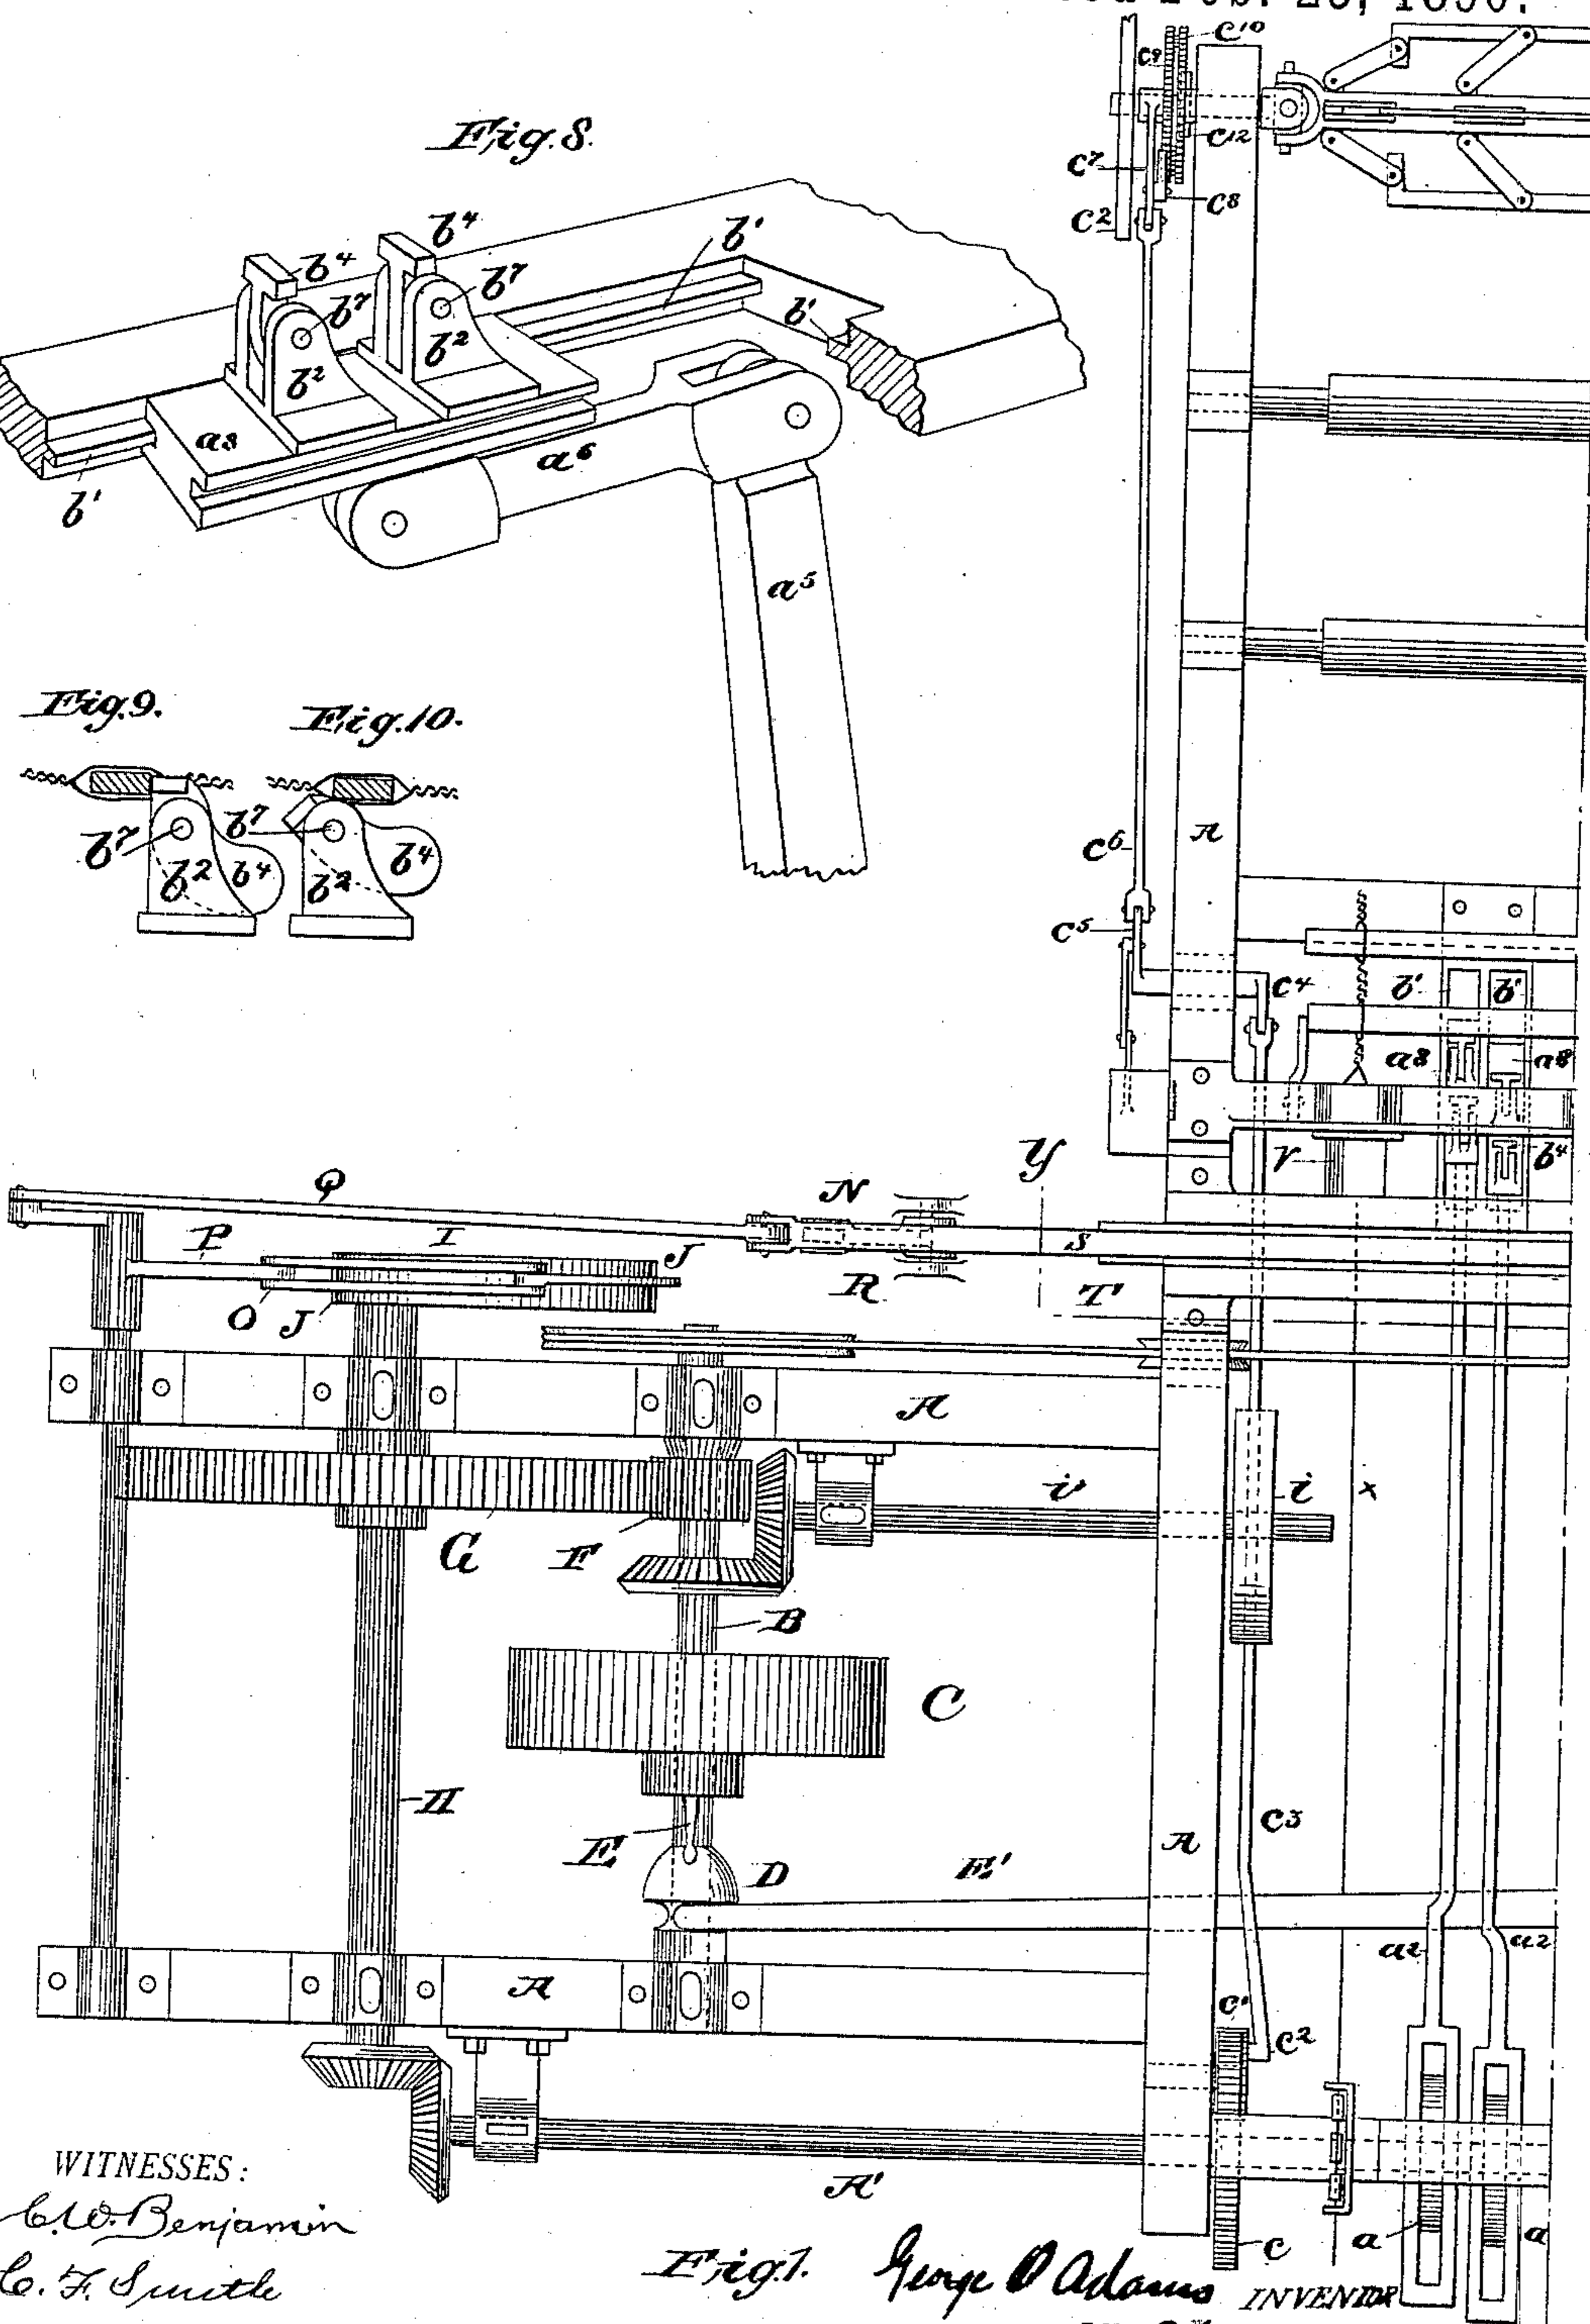 Fig.8.
b4
b4
b7
b7
b2
b2
b'
b'
b'
a8
a6
a5
Fig.9.
Fig.10.
b7
b7
b2
b4
b2
b4
C10
C9
C12
C7
C8
C2
A
C6
C5
C4
b' b'
a8 a8
V
b4
Y
Q
N
P
I
J
S
R
T'
O
J
A
i'
i
x
G
F
B
C
H
E
D
E'
A
C3
a2
a2
A
C'
C2
A'
C
a
a
WITNESSES:
C.W. Benjamin
C. F. Smith
Fig.1.
George O Adams INVENTOR